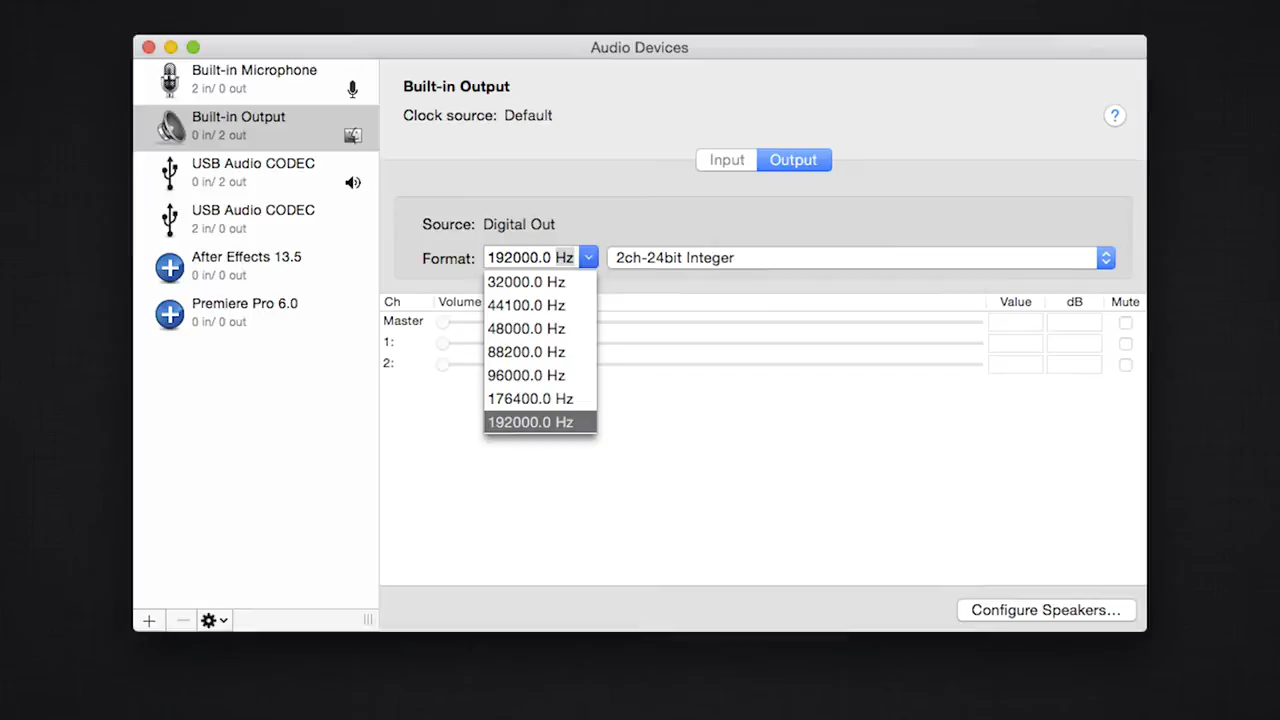 Audio Devices
Built-in Microphone
2 in/ 0 out
Built-in Output
0 in/ 2 out
USB Audio CODEC
0 in/ 2 out
USB Audio CODEC
2 in/ 0 out
After Effects 13.5
0 in/ 0 out
Premiere Pro 6.0
0 in/ 0 out
Built-in Output
Clock source: Default
?
Input Output
Source: Digital Out
Format: 192000.0 Hz 2ch-24bit Integer
32000.0 Hz
44100.0 Hz
48000.0 Hz
88200.0 Hz
96000.0 Hz
176400.0 Hz
192000.0 Hz
Ch Volume Value dB Mute
Master
1:
2:
Configure Speakers...